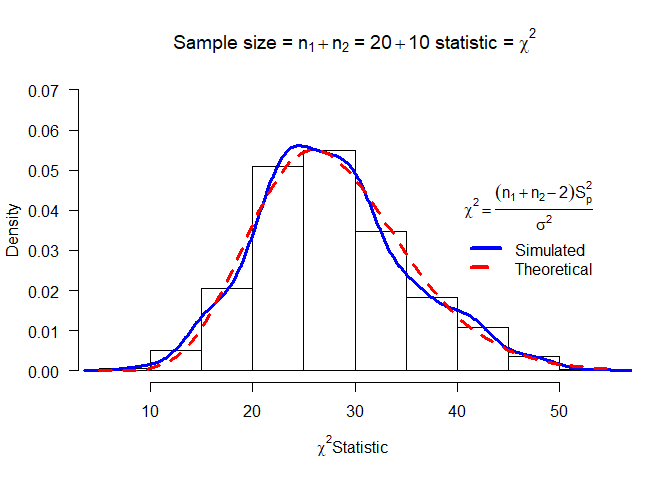 Sample size = n₁ + n₂ = 20 + 10 statistic = χ²
0.07
0.06
0.05
0.04
0.03
0.02
0.01
0.00
Density
χ² = (n₁ + n₂ − 2)S²ₚ / σ²
Simulated
Theoretical
10 20 30 40 50
χ²Statistic